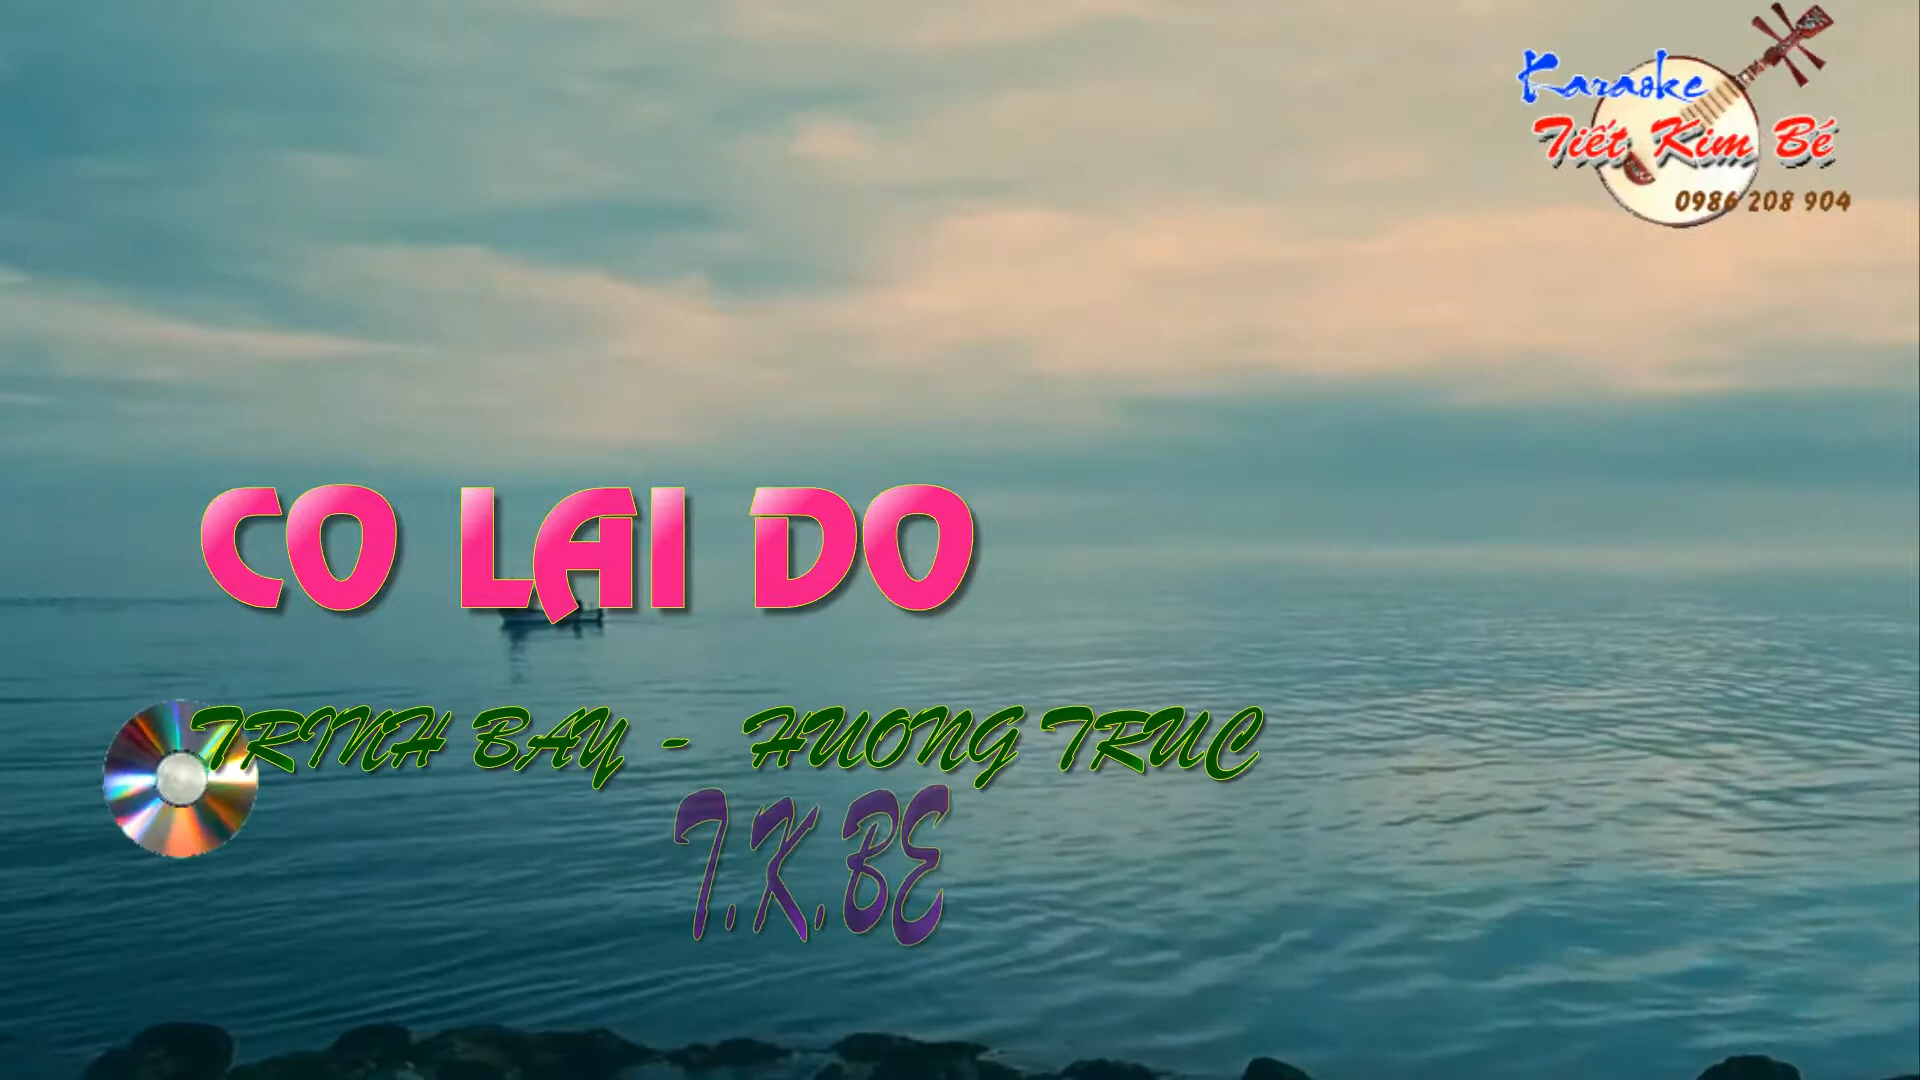 Karaoke
Tiết Kim Bé
0986 208 904
CO LAI DO
TRINH BAY - HUONG TRUC
T.K.BE